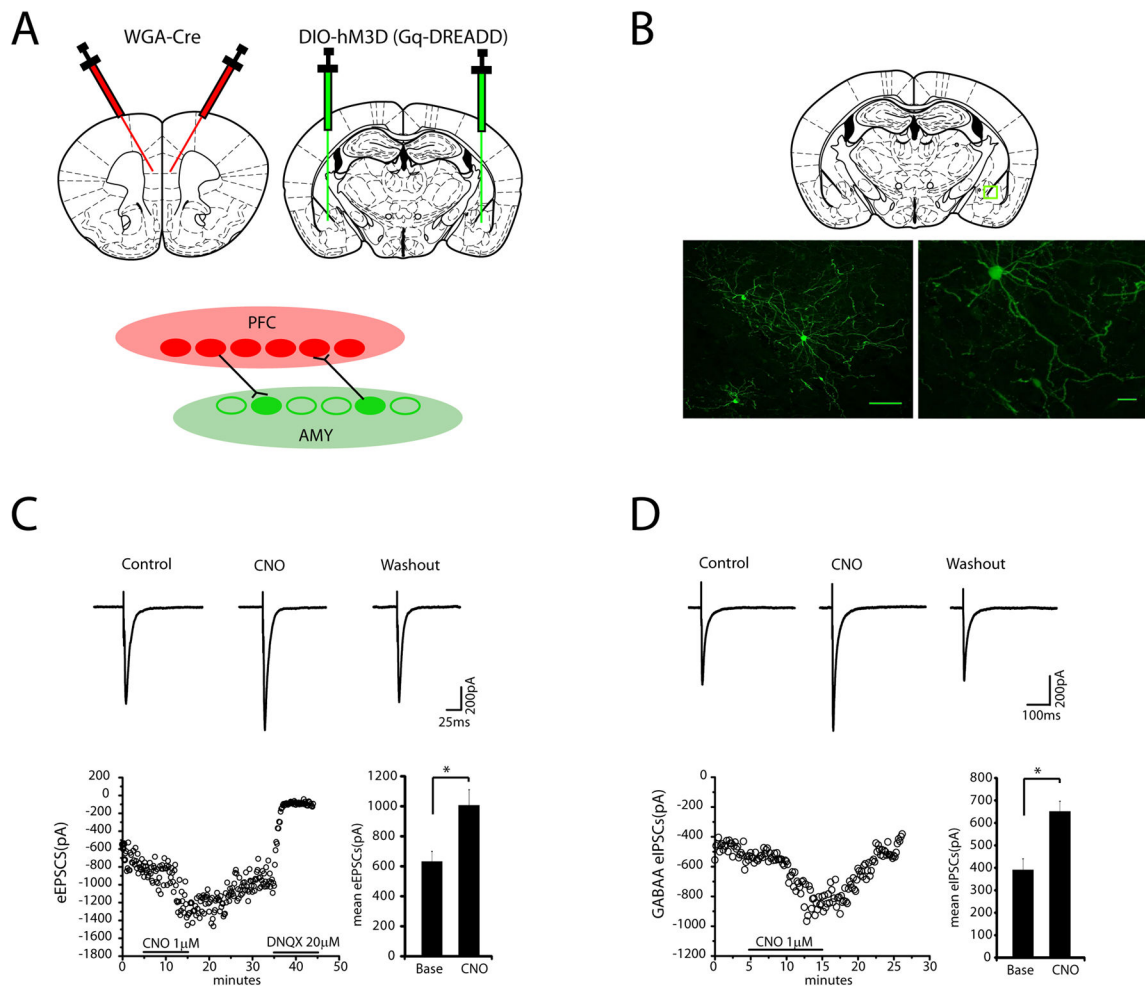 A
WGA-Cre
DIO-hM3D (Gq-DREADD)
PFC
AMY
B
C
Control
CNO
Washout
200pA
25ms
eEPSCS(pA)
200
0
-200
-400
-600
-800
-1000
-1200
-1400
-1600
-1800
CNO 1μM
DNQX 20μM
0
10
20
30
40
50
minutes
mean eEPSCs(pA)
1200
1000
800
600
400
200
0
*
Base
CNO
D
Control
CNO
Washout
200pA
100ms
GABAA eIPSCs(pA)
0
-200
-400
-600
-800
-1000
-1200
CNO 1μM
0
5
10
15
20
25
30
minutes
mean eIPSCs(pA)
800
700
600
500
400
300
200
100
0
*
Base
CNO